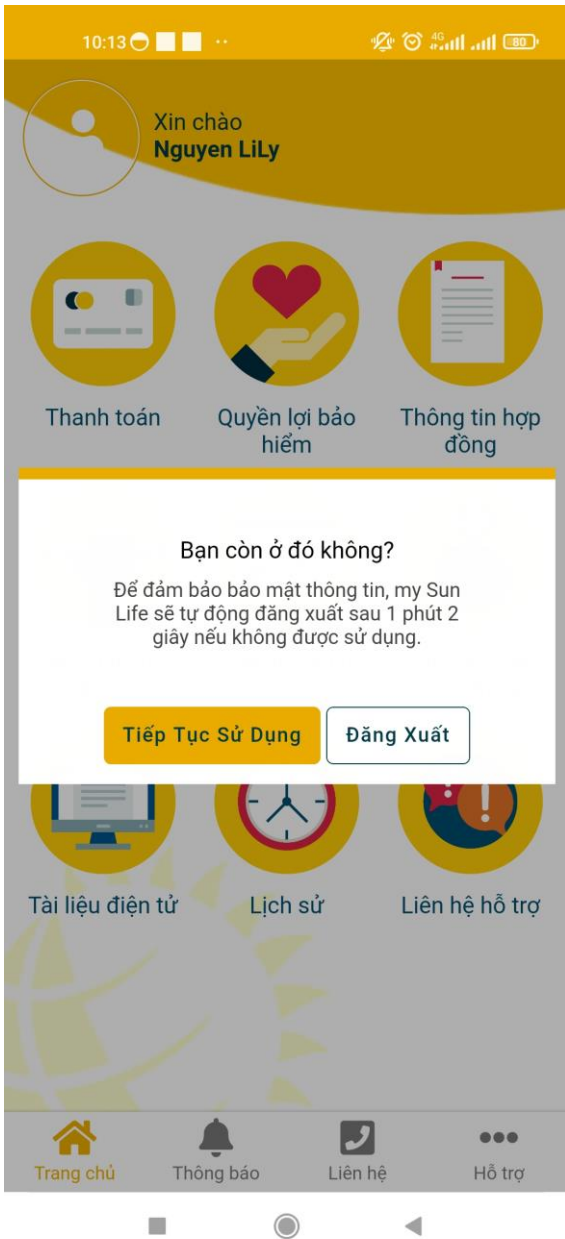 10:13
4G
80
Xin chào
Nguyen LiLy
Thanh toán
Quyền lợi bảo
hiểm
Thông tin hợp
đồng
Bạn còn ở đó không?
Để đảm bảo bảo mật thông tin, my Sun
Life sẽ tự động đăng xuất sau 1 phút 2
giây nếu không được sử dụng.
Tiếp Tục Sử Dụng
Đăng Xuất
Tài liệu điện tử
Lịch sử
Liên hệ hỗ trợ
Trang chủ
Thông báo
Liên hệ
Hỗ trợ